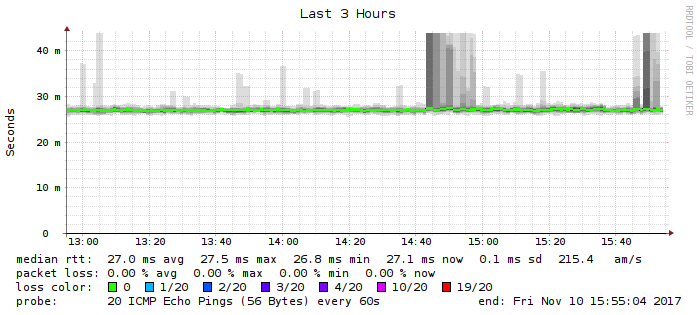 Last 3 Hours
RRDTOOL / TOBI OETIKER
Seconds
40 m
30 m
20 m
10 m
0
13:00 13:20 13:40 14:00 14:20 14:40 15:00 15:20 15:40
median rtt: 27.0 ms avg 27.5 ms max 26.8 ms min 27.1 ms now 0.1 ms sd 215.4 am/s
packet loss: 0.00 % avg 0.00 % max 0.00 % min 0.00 % now
loss color: 0 1/20 2/20 3/20 4/20 10/20 19/20
probe: 20 ICMP Echo Pings (56 Bytes) every 60s end: Fri Nov 10 15:55:04 2017